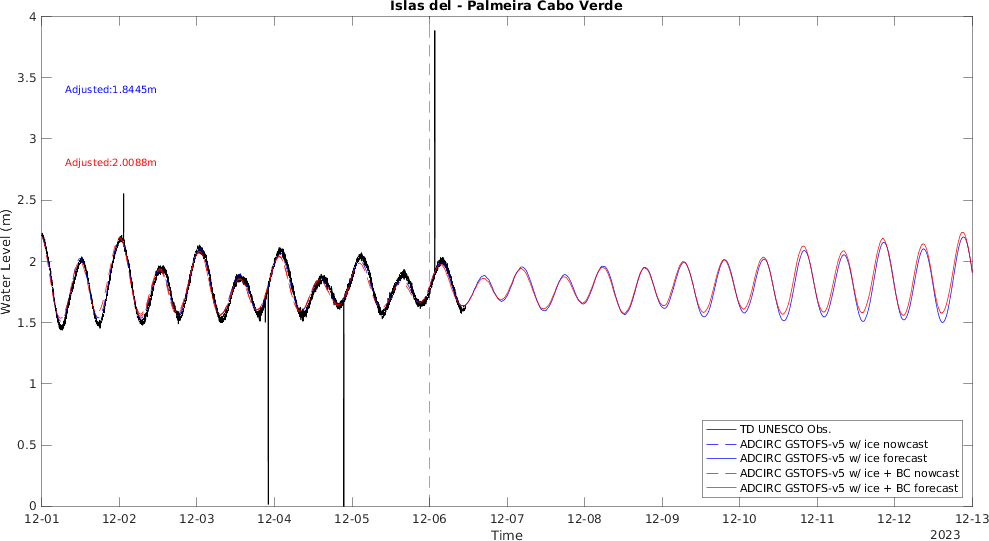 Islas del - Palmeira Cabo Verde
4
3.5
3
2.5
2
1.5
1
0.5
0
Water Level (m)
Adjusted:1.8445m
Adjusted:2.0088m
TD UNESCO Obs.
ADCIRC GSTOFS-v5 w/ ice nowcast
ADCIRC GSTOFS-v5 w/ ice forecast
ADCIRC GSTOFS-v5 w/ ice + BC nowcast
ADCIRC GSTOFS-v5 w/ ice + BC forecast
12-01 12-02 12-03 12-04 12-05 12-06 12-07 12-08 12-09 12-10 12-11 12-12 12-13
Time
2023